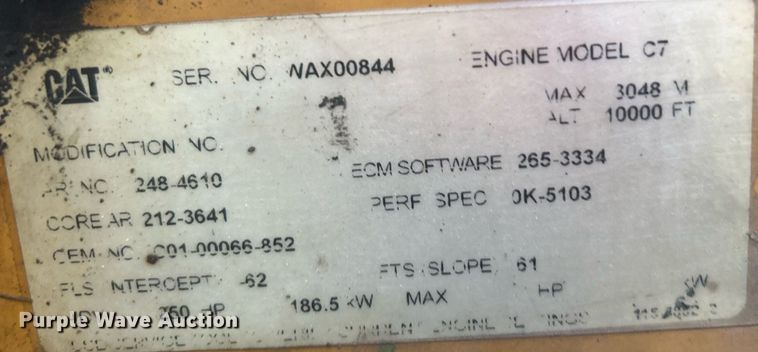 CAT® SER. NO. WAX00844 ENGINE MODEL C7
MAX 3048 M
ALT 10000 FT
MODIFICATION NO.
AR NO. 248-4610 ECM SOFTWARE 265-3334
CORE AR 212-3641 PERF SPEC 0K-5103
OEM NO. C01-00066-852
FLS INTERCEPT -62 FTS SLOPE 61
HP 186.5 kW MAX HP kW
Purple Wave Auction